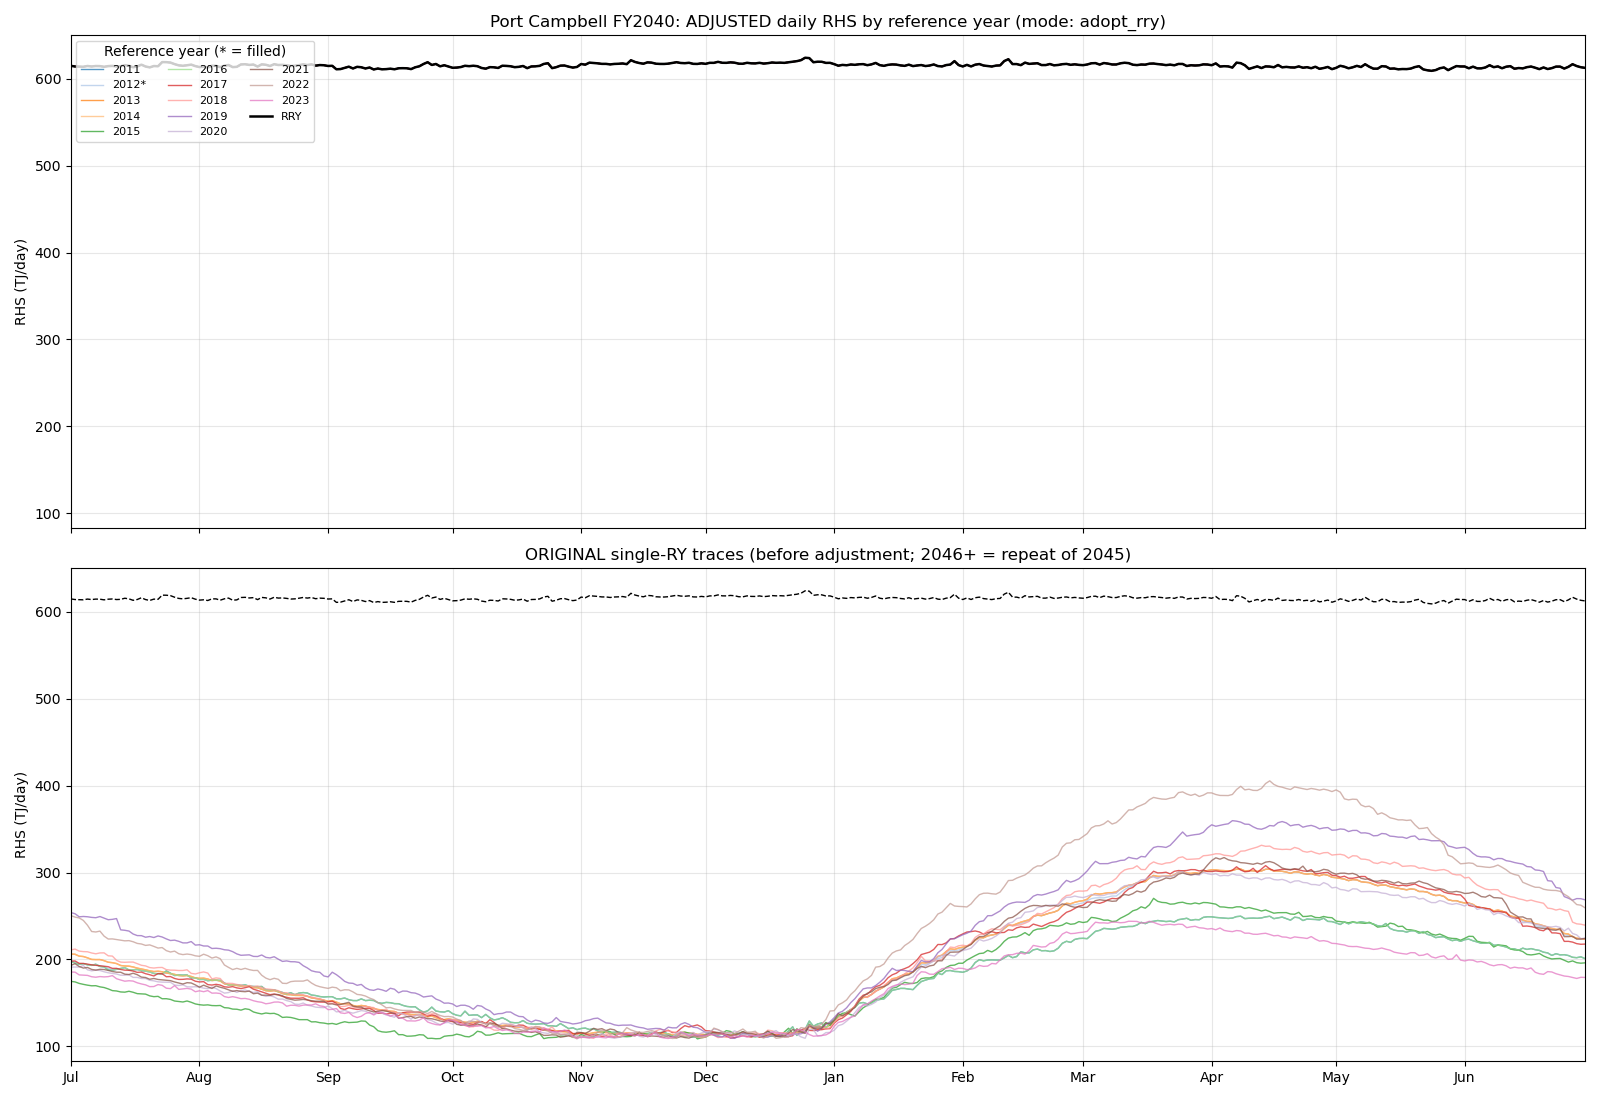 Port Campbell FY2040: ADJUSTED daily RHS by reference year (mode: adopt_rry)
RHS (TJ/day)
600
500
400
300
200
100
Reference year (* = filled)
2011 2016 2021
2012* 2017 2022
2013 2018 2023
2014 2019 RRY
2015 2020
ORIGINAL single-RY traces (before adjustment; 2046+ = repeat of 2045)
RHS (TJ/day)
600
500
400
300
200
100
Jul Aug Sep Oct Nov Dec Jan Feb Mar Apr May Jun